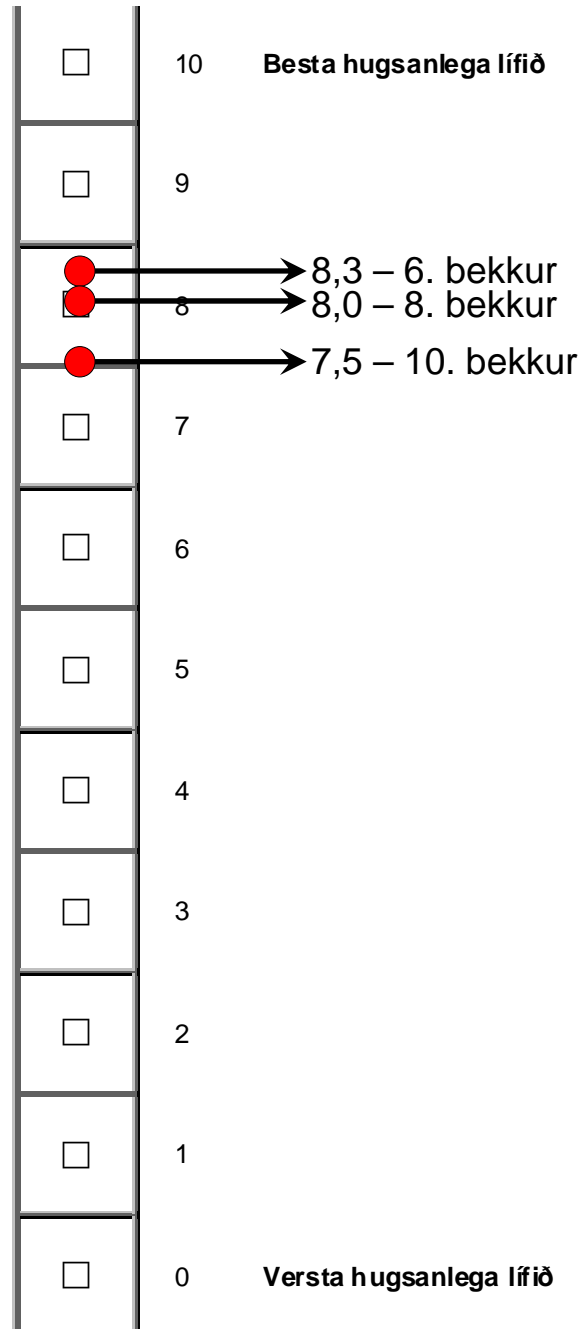 10 Besta hugsanlega lífið
9
8,3 – 6. bekkur
8 8,0 – 8. bekkur
7,5 – 10. bekkur
7
6
5
4
3
2
1
0 Versta hugsanlega lífið